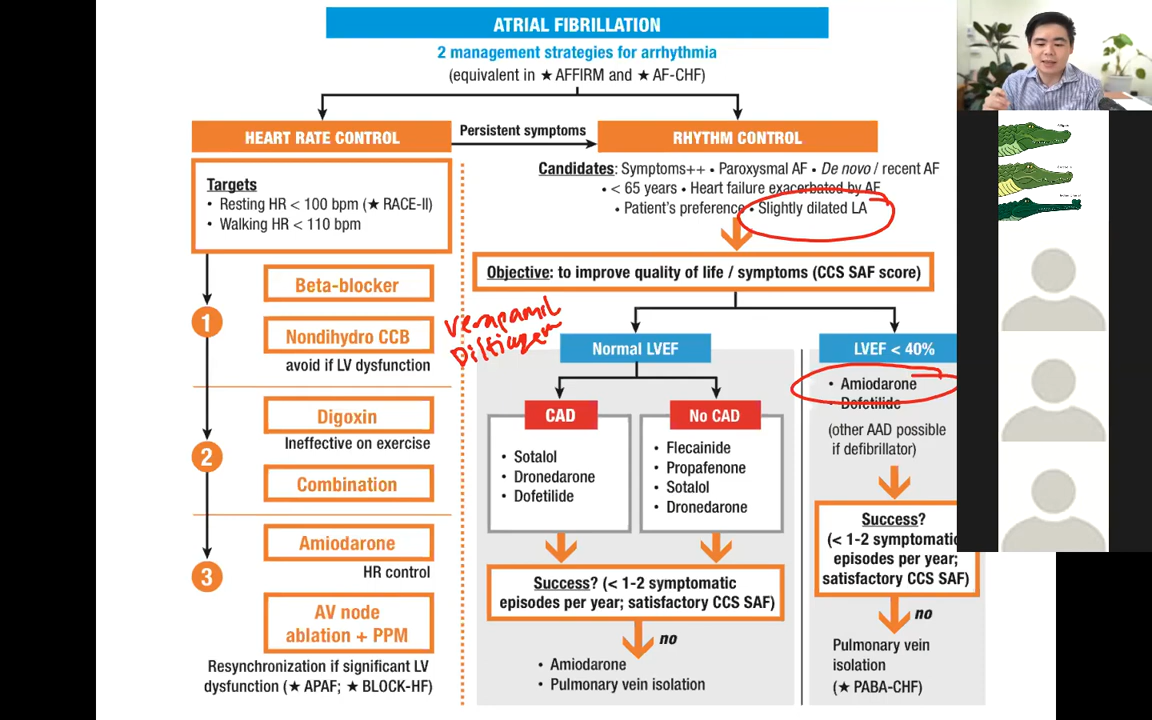 ATRIAL FIBRILLATION
2 management strategies for arrhythmia
(equivalent in ★ AFFIRM and ★ AF-CHF)
HEART RATE CONTROL
Persistent symptoms
RHYTHM CONTROL
Targets
• Resting HR < 100 bpm (★ RACE-II)
• Walking HR < 110 bpm
Candidates: Symptoms++ • Paroxysmal AF • De novo / recent AF
• < 65 years • Heart failure exacerbated by AF
• Patient's preference • Slightly dilated LA
Objective: to improve quality of life / symptoms (CCS SAF score)
1
Beta-blocker
Nondihydro CCB
avoid if LV dysfunction
Verapamil
2
Digoxin
Ineffective on exercise
Combination
3
Amiodarone
HR control
AV node
ablation + PPM
Resynchronization if significant LV
dysfunction (★ APAF; ★ BLOCK-HF)
Normal LVEF
CAD
• Sotalol
• Dronedarone
• Dofetilide
No CAD
• Flecainide
• Propafenone
• Sotalol
• Dronedarone
Success? (< 1-2 symptomatic
episodes per year; satisfactory CCS SAF)
no
• Amiodarone
• Pulmonary vein isolation
LVEF < 40%
• Amiodarone
• Dofetilide
(other AAD possible
if defibrillator)
Success?
(< 1-2 symptomatic
episodes per year;
satisfactory CCS SAF)
no
Pulmonary vein
isolation
(★ PABA-CHF)